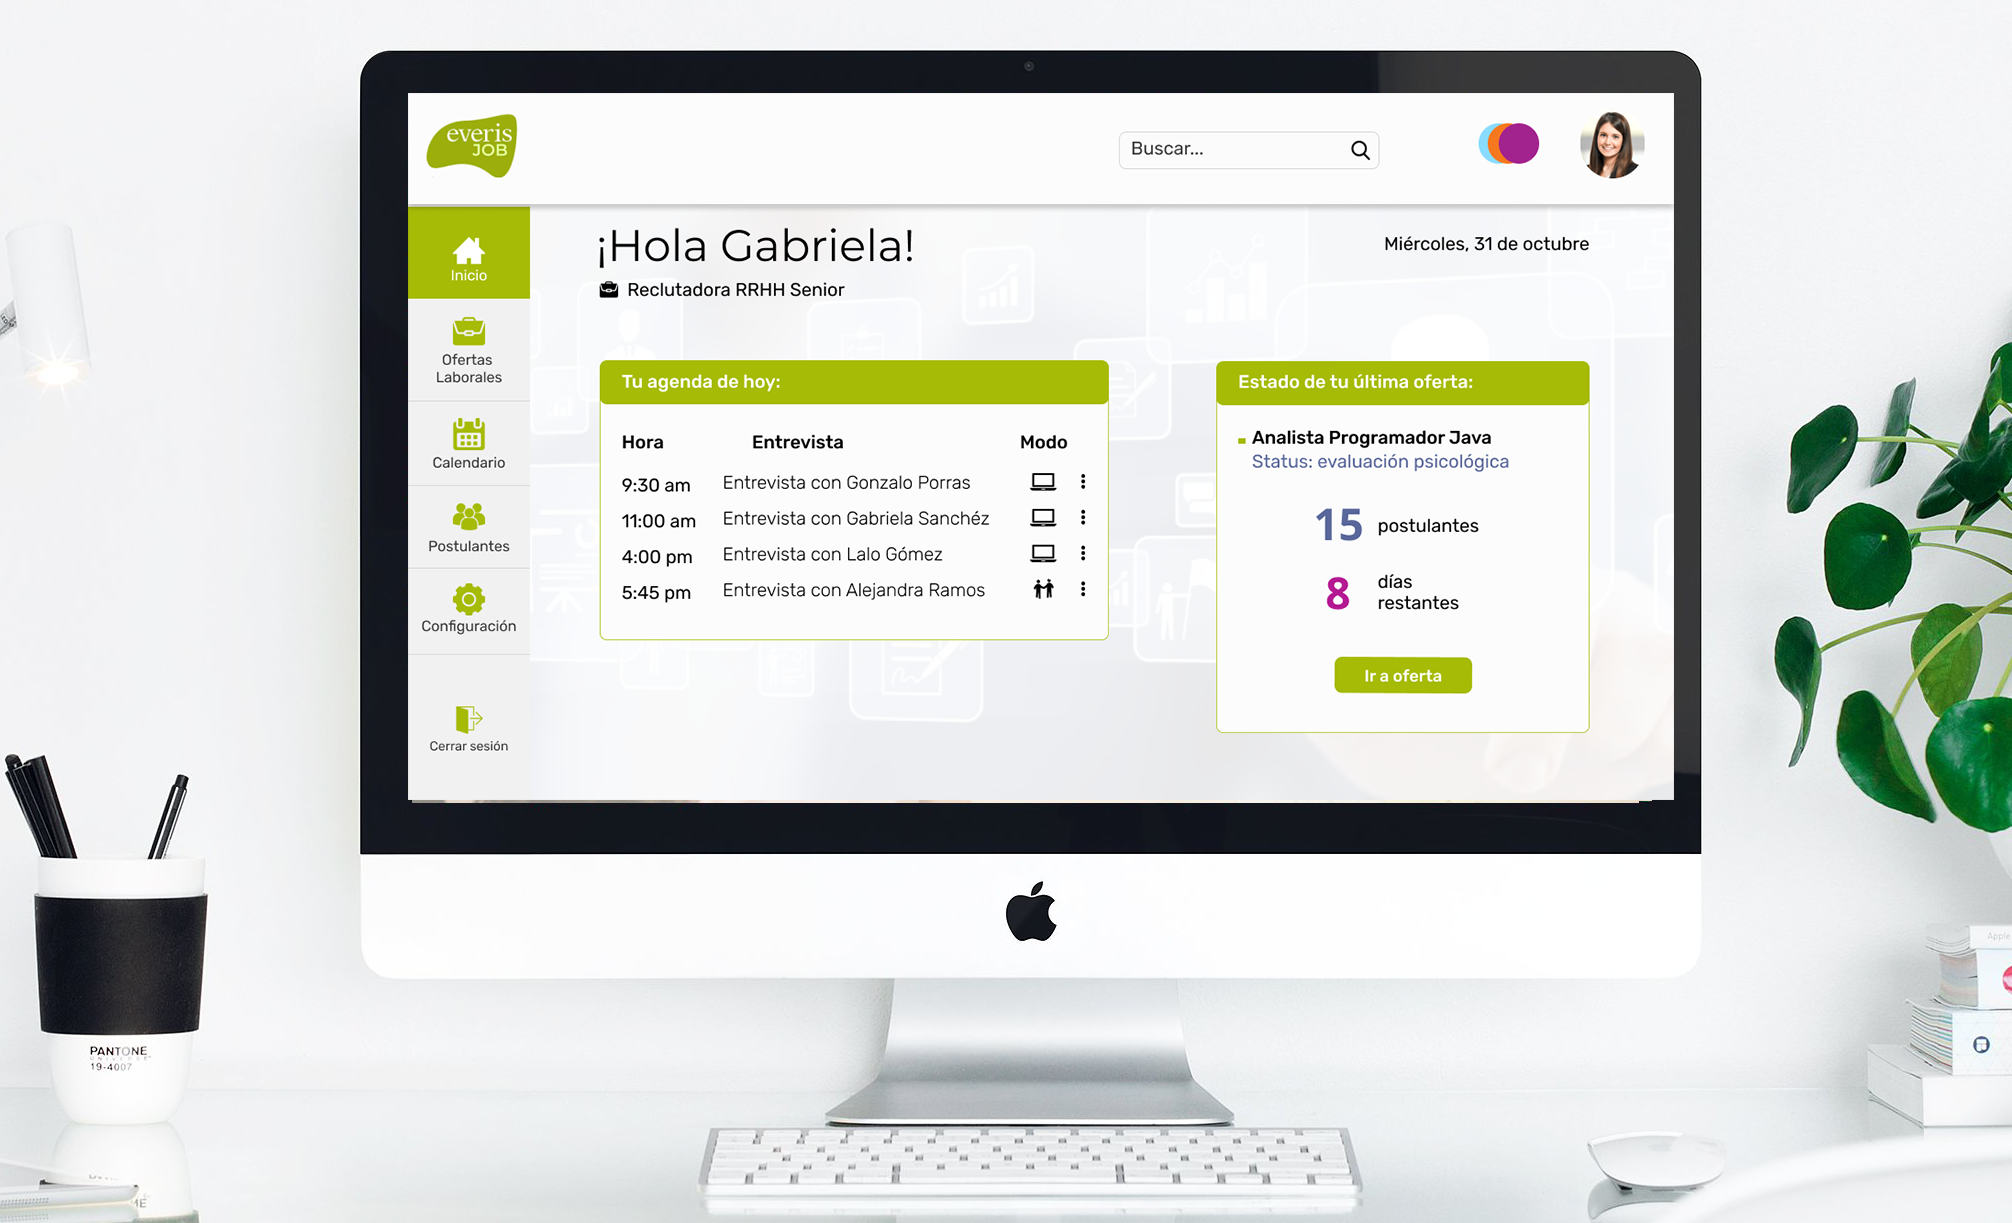 everis
JOB
Buscar...
Inicio
Ofertas
Laborales
Calendario
Postulantes
Configuración
Cerrar sesión
¡Hola Gabriela!
Reclutadora RRHH Senior
Miércoles, 31 de octubre
Tu agenda de hoy:
Hora Entrevista Modo
9:30 am Entrevista con Gonzalo Porras
11:00 am Entrevista con Gabriela Sanchéz
4:00 pm Entrevista con Lalo Gómez
5:45 pm Entrevista con Alejandra Ramos
Estado de tu última oferta:
Analista Programador Java
Status: evaluación psicológica
15 postulantes
8 días
restantes
Ir a oferta
PANTONE
UNIVERSE
19-4007
Apple